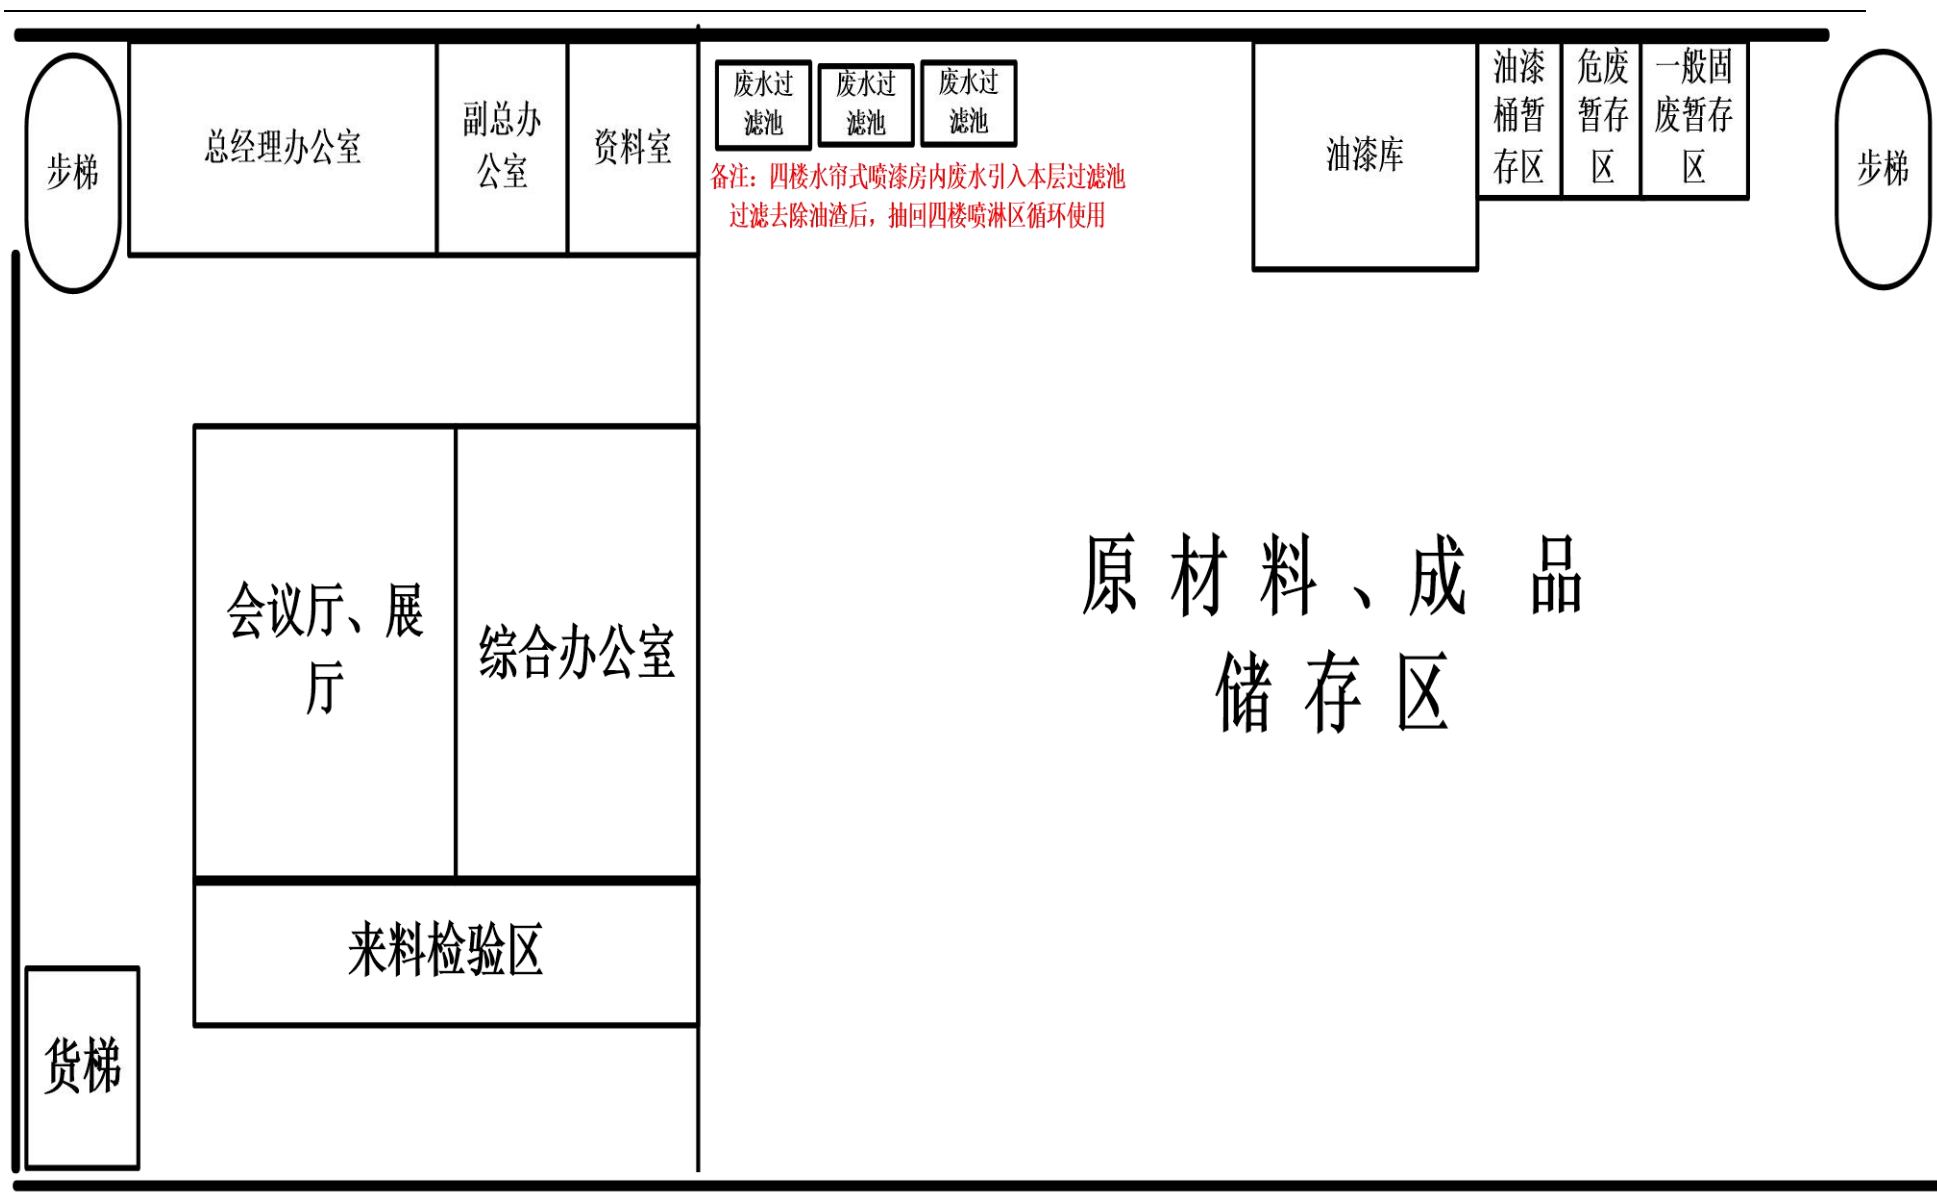 步梯
总经理办公室
副总办
公室
资料室
废水过
滤池
废水过
滤池
废水过
滤池
备注：四楼水帘式喷漆房内废水引入本层过滤池
过滤去除油渣后，抽回四楼喷淋区循环使用
油漆库
油漆
桶暂
存区
危废
暂存
区
一般固
废暂存
区
步梯
会议厅、展
厅
综合办公室
原材料、成 品
储存区
来料检验区
货梯